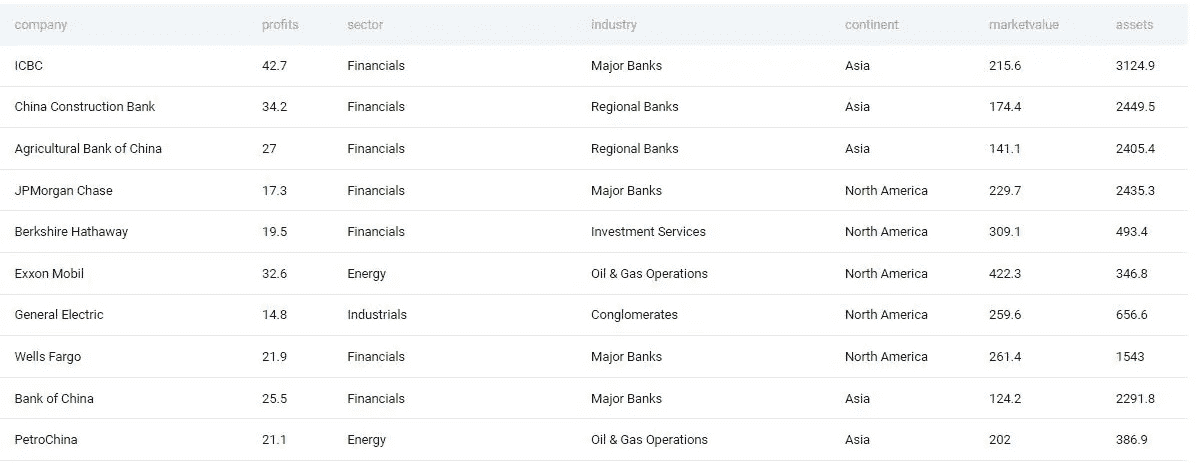 company profits sector industry continent marketvalue assets
ICBC 42.7 Financials Major Banks Asia 215.6 3124.9
China Construction Bank 34.2 Financials Regional Banks Asia 174.4 2449.5
Agricultural Bank of China 27 Financials Regional Banks Asia 141.1 2405.4
JPMorgan Chase 17.3 Financials Major Banks North America 229.7 2435.3
Berkshire Hathaway 19.5 Financials Investment Services North America 309.1 493.4
Exxon Mobil 32.6 Energy Oil & Gas Operations North America 422.3 346.8
General Electric 14.8 Industrials Conglomerates North America 259.6 656.6
Wells Fargo 21.9 Financials Major Banks North America 261.4 1543
Bank of China 25.5 Financials Major Banks Asia 124.2 2291.8
PetroChina 21.1 Energy Oil & Gas Operations Asia 202 386.9